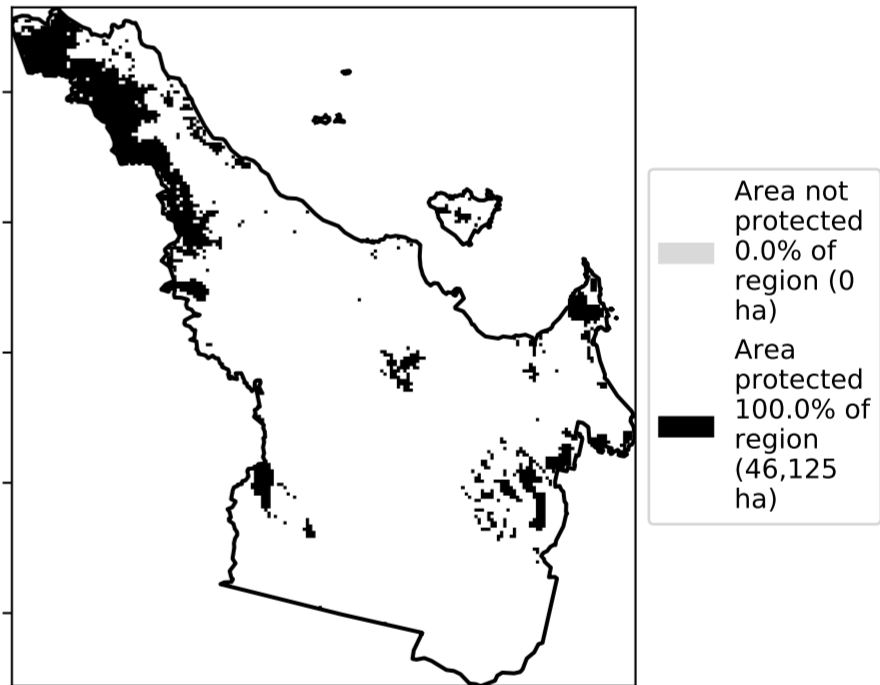 Area not
protected
0.0% of
region (0
ha)
Area
protected
100.0% of
region
(46,125
ha)